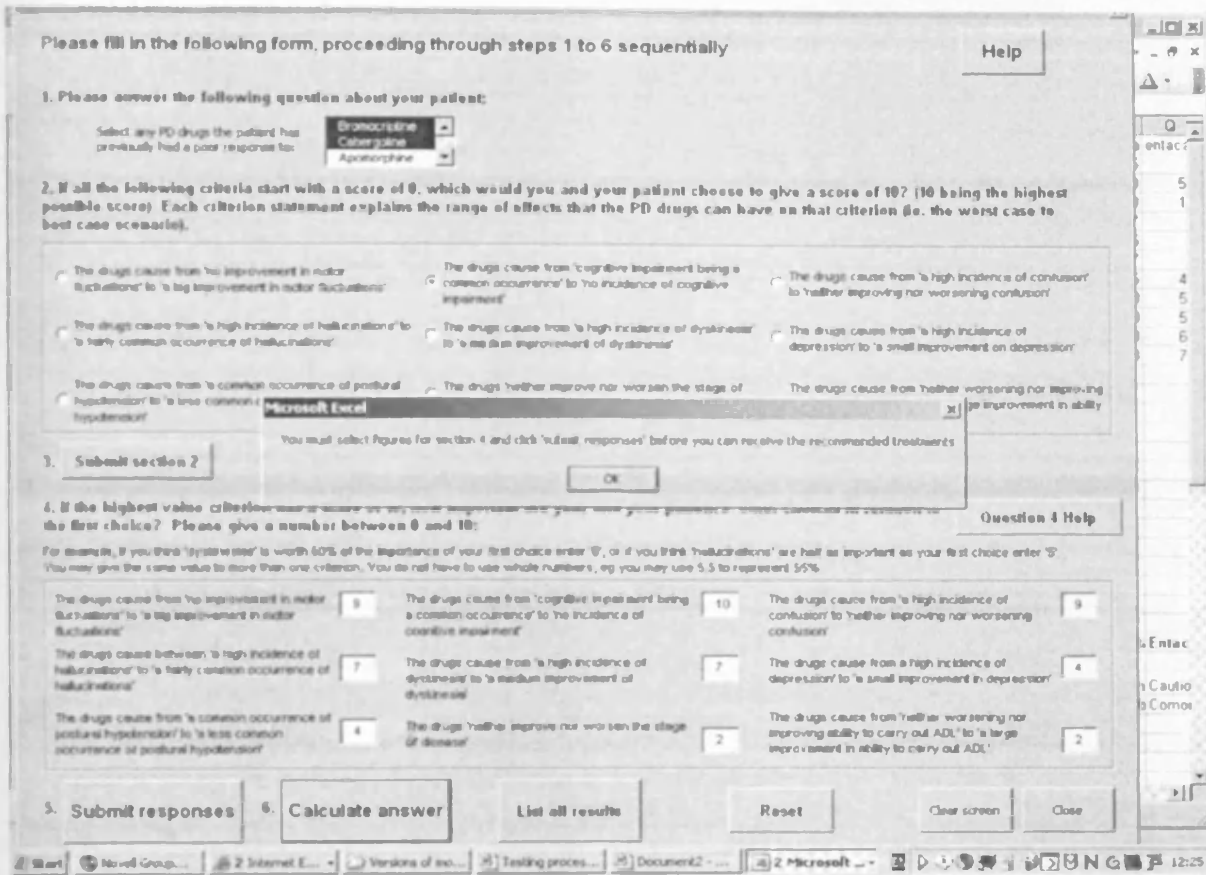 Please fill in the following form, proceeding through steps 1 to 6 sequentially
Help
1. Please answer the following question about your patient:
Select any PD drugs the patient has
previously had a poor response to:
Bromocriptine
Cabergoline
Apomorphine
2. If all the following criteria start with a score of 0, which would you and your patient choose to give a score of 10? (10 being the highest
possible score) Each criterion statement explains the range of effects that the PD drugs can have on that criterion (ie. the worst case to
best case scenario).
The drugs cause from 'no improvement in motor
fluctuations' to 'a big improvement in motor fluctuations'
The drugs cause from 'cognitive impairment being a
common occurrence' to 'no incidence of cognitive
impairment'
The drugs cause from 'a high incidence of confusion'
to 'neither improving nor worsening confusion'
The drugs cause from 'a high incidence of hallucinations' to
'a fairly common occurrence of hallucinations'
The drugs cause from 'a high incidence of dyskinesia'
to 'a medium improvement of dyskinesia'
The drugs cause from 'a high incidence of
depression' to 'a small improvement on depression'
The drugs cause from 'a common occurrence of postural
hypotension' to 'a less common
hypotension'
The drugs 'neither improve nor worsen the stage of
The drugs cause from 'neither worsening nor improving
improvement in ability
Microsoft Excel
You must select figures for section 4 and click 'submit responses' before you can receive the recommended treatments
OK
3. Submit section 2
4. If the highest value criterion
the first choice? Please give a number between 0 and 10:
Question 4 Help
For example, if you think 'dyskinesia' is worth 60% of the importance of your first choice enter '6', or if you think 'hallucinations' are half as important as your first choice enter '5'.
You may give the same value to more than one criterion. You do not have to use whole numbers, eg you may use 5.5 to represent 55%
The drugs cause from 'no improvement in motor
fluctuations' to 'a big improvement in motor
fluctuations'
9
The drugs cause from 'cognitive impairment being
a common occurrence' to 'no incidence of
cognitive impairment'
10
The drugs cause from 'a high incidence of
confusion' to 'neither improving nor worsening
confusion'
9
The drugs cause between 'a high incidence of
hallucinations' to 'a fairly common occurrence of
hallucinations'
7
The drugs cause from 'a high incidence of
dyskinesia' to 'a medium improvement of
dyskinesia'
7
The drugs cause from a high incidence of
depression' to 'a small improvement in depression'
4
The drugs cause from 'a common occurrence of
postural hypotension' to 'a less common
occurrence of postural hypotension'
4
The drugs 'neither improve nor worsen the stage
of disease'
2
The drugs cause from 'neither worsening nor
improving ability to carry out ADL' to 'a large
improvement in ability to carry out ADL'
2
5. Submit responses
6. Calculate answer
List all results
Reset
Clear screen
Close
Q
entaca
5
1
4
5
5
6
7
Entac
Cautio
Comor
Start
Novell Group...
2 Internet E...
Versions of mo...
Testing proces...
Document2 - ...
2 Microsoft ...
12:25